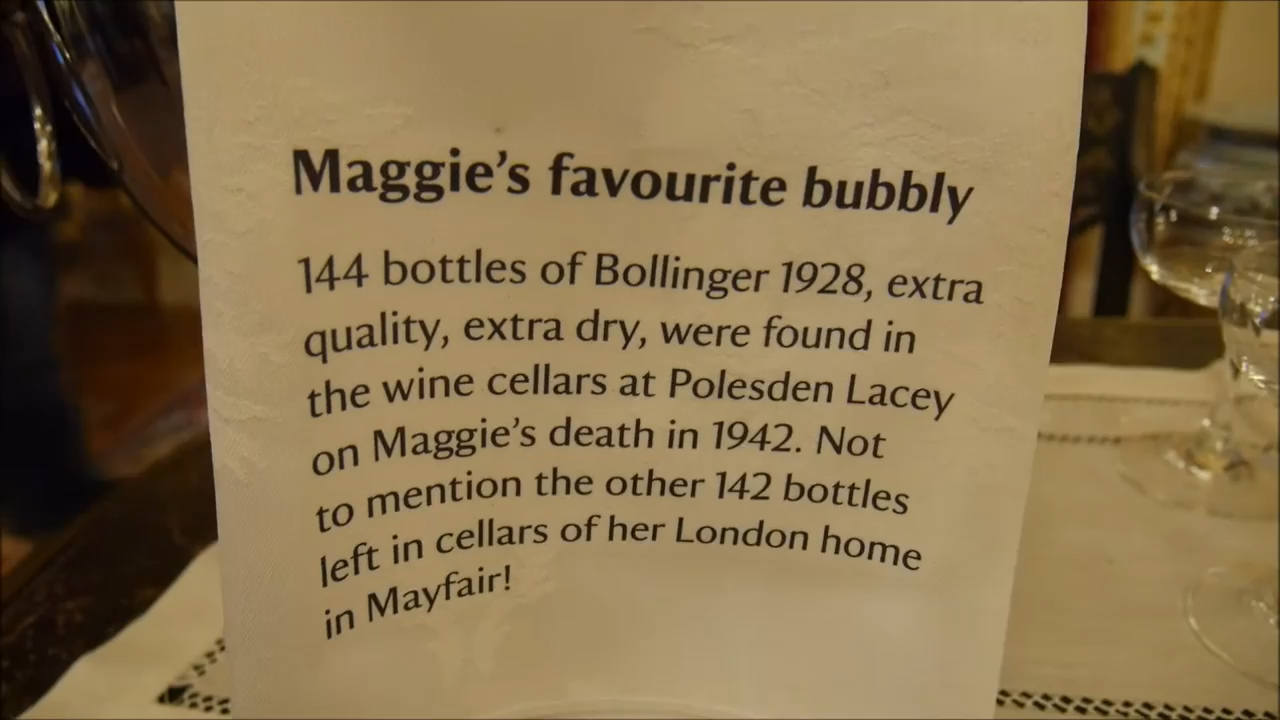 Maggie's favourite bubbly
144 bottles of Bollinger 1928, extra
quality, extra dry, were found in
the wine cellars at Polesden Lacey
on Maggie's death in 1942. Not
to mention the other 142 bottles
left in cellars of her London home
in Mayfair!